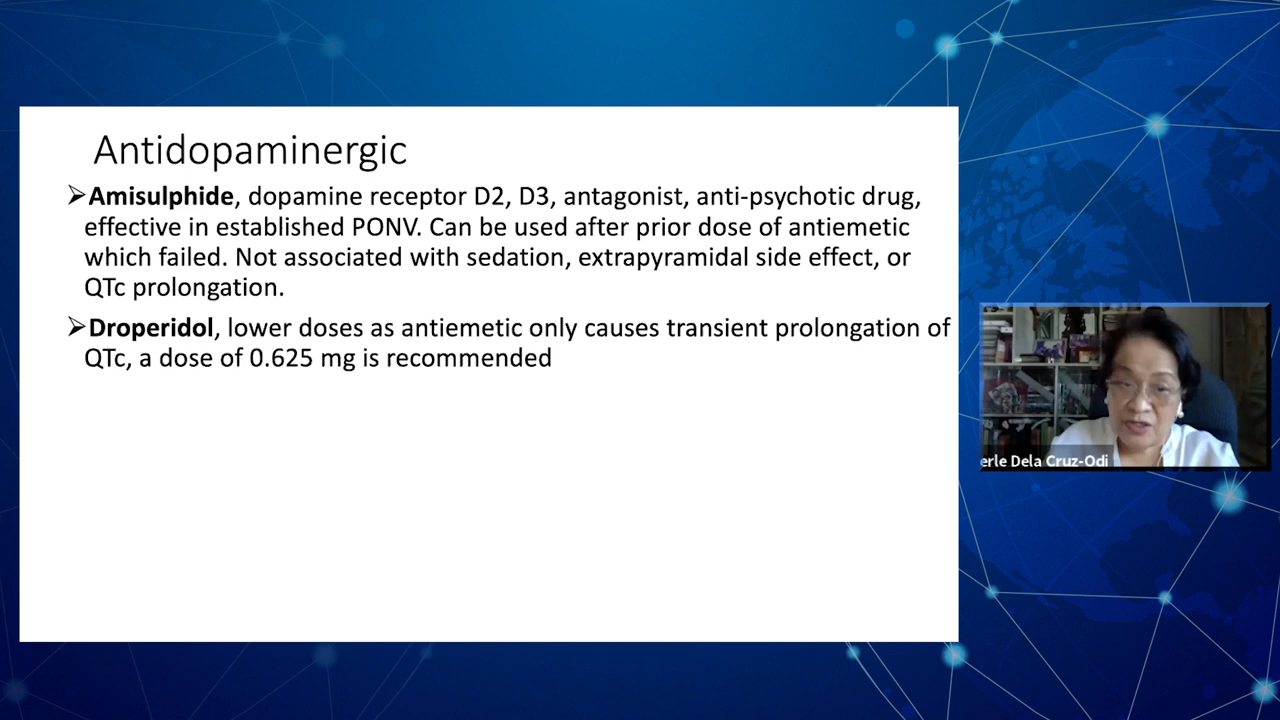 Antidopaminergic
➢Amisulphide, dopamine receptor D2, D3, antagonist, anti-psychotic drug,
effective in established PONV. Can be used after prior dose of antiemetic
which failed. Not associated with sedation, extrapyramidal side effect, or
QTc prolongation.
➢Droperidol, lower doses as antiemetic only causes transient prolongation of
QTc, a dose of 0.625 mg is recommended
erle Dela Cruz-Odi